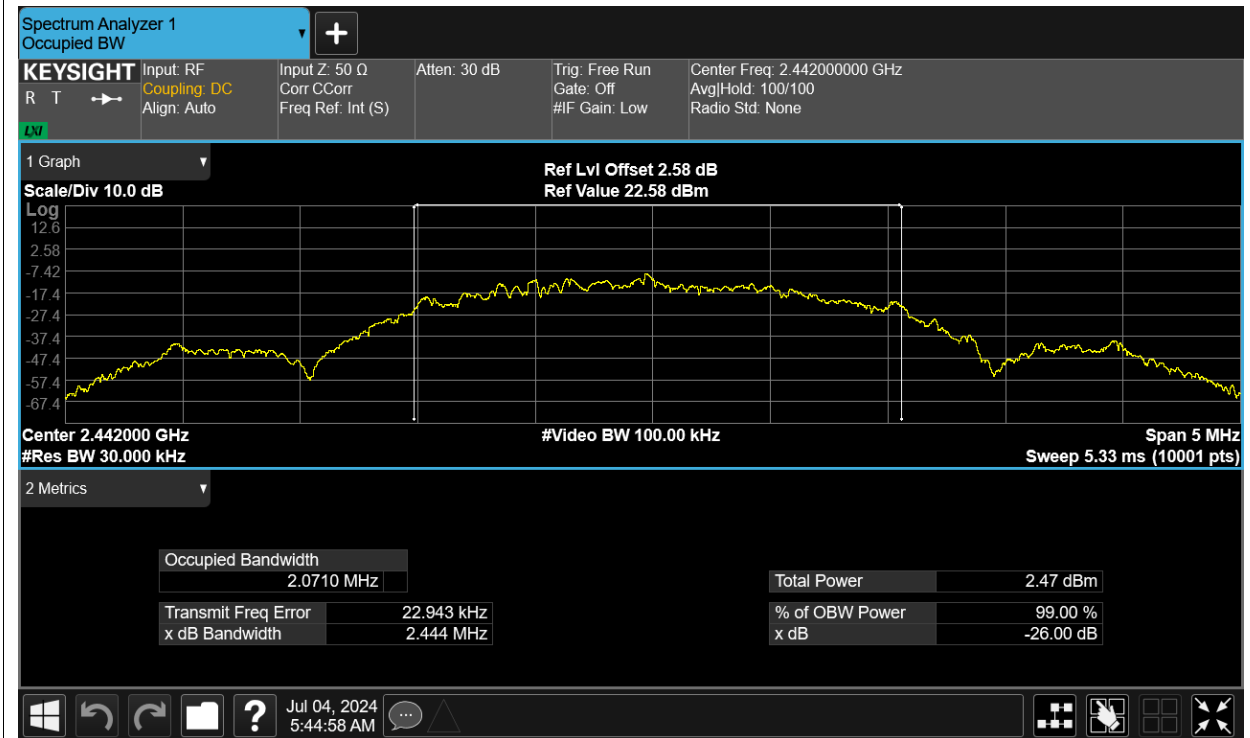 Spectrum Analyzer 1
Occupied BW
KEYSIGHT
R T
LXI
Input: RF
Coupling: DC
Align: Auto
Input Z: 50 Ω
Corr CCorr
Freq Ref: Int (S)
Atten: 30 dB
Trig: Free Run
Gate: Off
#IF Gain: Low
Center Freq: 2.442000000 GHz
Avg|Hold: 100/100
Radio Std: None
1 Graph
Scale/Div 10.0 dB
Ref Lvl Offset 2.58 dB
Ref Value 22.58 dBm
Log
12.6
2.58
-7.42
-17.4
-27.4
-37.4
-47.4
-57.4
-67.4
Center 2.442000 GHz
#Res BW 30.000 kHz
#Video BW 100.00 kHz
Span 5 MHz
Sweep 5.33 ms (10001 pts)
2 Metrics
Occupied Bandwidth
2.0710 MHz
Transmit Freq Error 22.943 kHz
x dB Bandwidth 2.444 MHz
Total Power 2.47 dBm
% of OBW Power 99.00 %
x dB -26.00 dB
?
Jul 04, 2024
5:44:58 AM